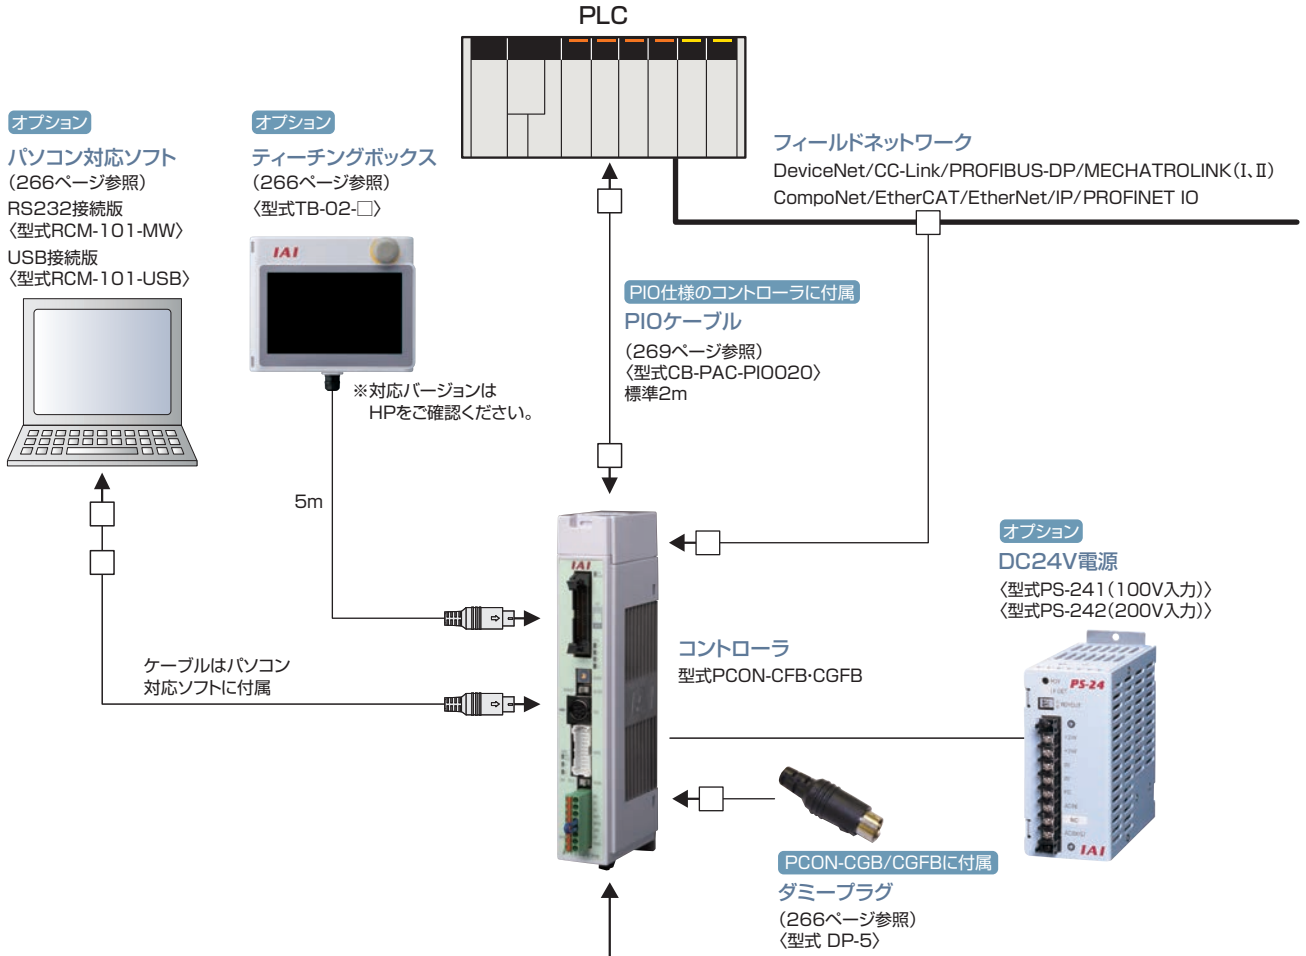 PLC
オプション
パソコン対応ソフト
(266ページ参照)
RS232接続版
〈型式RCM-101-MW〉
USB接続版
〈型式RCM-101-USB〉
オプション
ティーチングボックス
(266ページ参照)
〈型式TB-02-□〉
IAI
※対応バージョンは
HPをご確認ください。
5m
フィールドネットワーク
DeviceNet/CC-Link/PROFIBUS-DP/MECHATROLINK(Ⅰ、Ⅱ)
CompoNet/EtherCAT/EtherNet/IP/PROFINET IO
PIO仕様のコントローラに付属
PIOケーブル
(269ページ参照)
〈型式CB-PAC-PIO020〉
標準2m
ケーブルはパソコン
対応ソフトに付属
IAI
コントローラ
型式PCON-CFB・CGFB
オプション
DC24V電源
〈型式PS-241(100V入力)〉
〈型式PS-242(200V入力)〉
PS-24
NC
IAI
PCON-CGB/CGFBに付属
ダミープラグ
(266ページ参照)
〈型式 DP-5〉